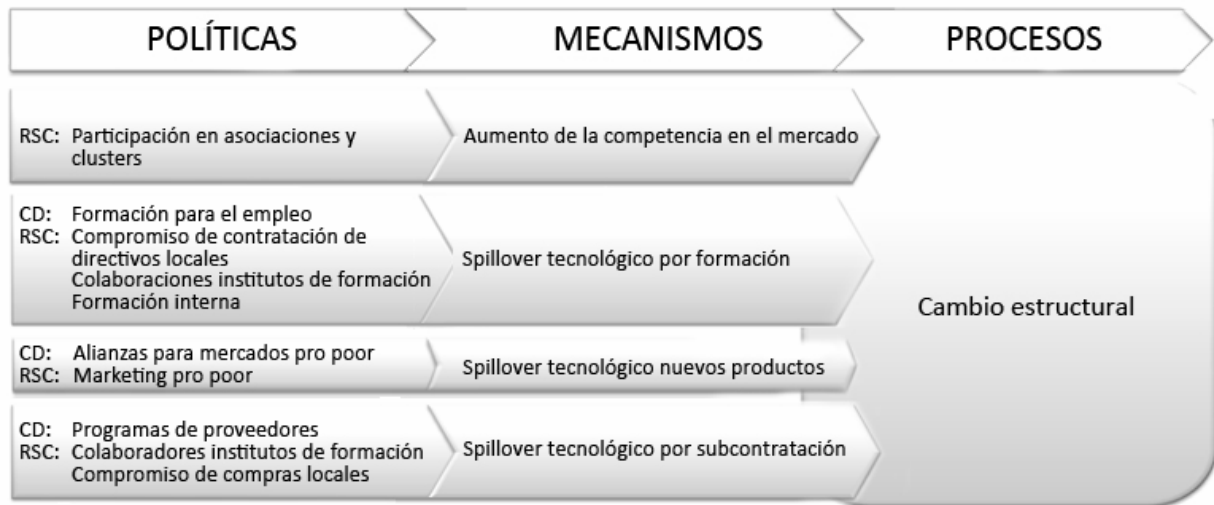 POLÍTICAS
MECANISMOS
PROCESOS
RSC: Participación en asociaciones y
clusters
Aumento de la competencia en el mercado
CD: Formación para el empleo
RSC: Compromiso de contratación de
directivos locales
Colaboraciones institutos de formación
Formación interna
Spillover tecnológico por formación
CD: Alianzas para mercados pro poor
RSC: Marketing pro poor
Spillover tecnológico nuevos productos
CD: Programas de proveedores
RSC: Colaboradores institutos de formación
Compromiso de compras locales
Spillover tecnológico por subcontratación
Cambio estructural